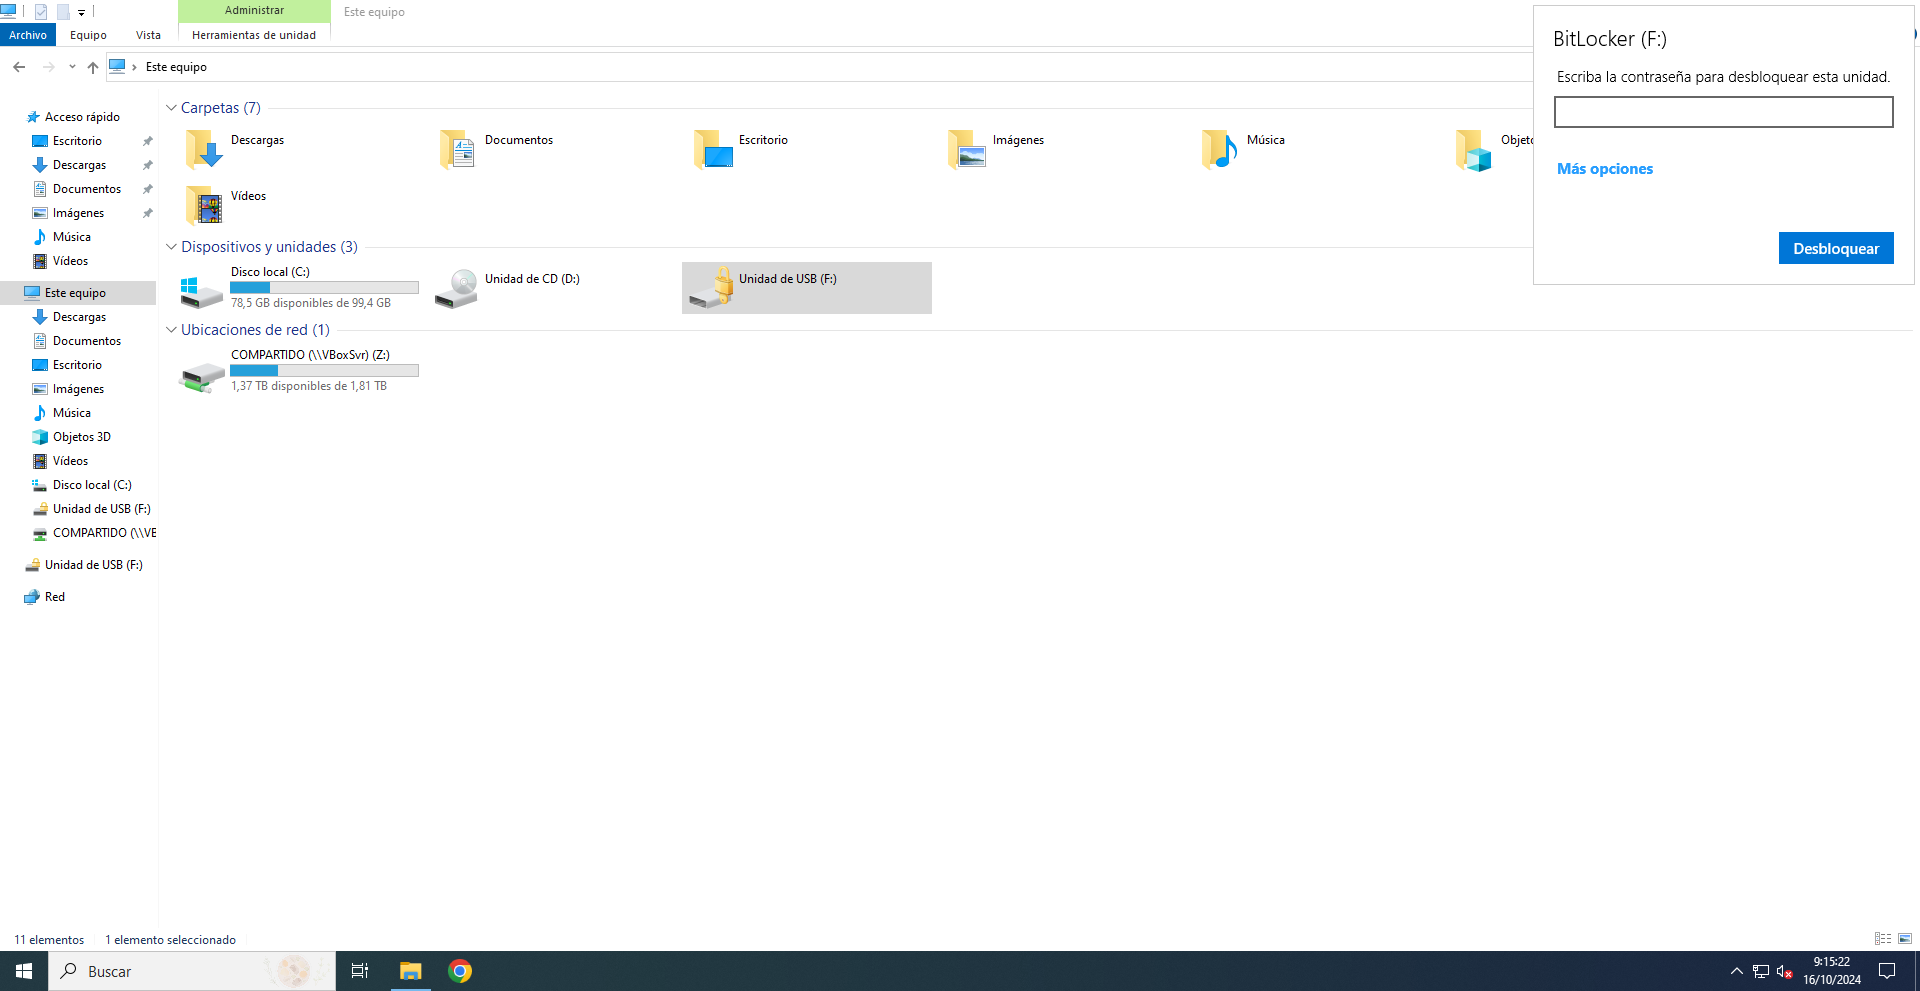 Administrar
Este equipo
Archivo
Equipo
Vista
Herramientas de unidad
Este equipo
Acceso rápido
Escritorio
Descargas
Documentos
Imágenes
Música
Vídeos
Este equipo
Descargas
Documentos
Escritorio
Imágenes
Música
Objetos 3D
Vídeos
Disco local (C:)
Unidad de USB (F:)
COMPARTIDO (\\VE
Unidad de USB (F:)
Red
Carpetas (7)
Descargas
Documentos
Escritorio
Imágenes
Música
Objeto
Vídeos
Dispositivos y unidades (3)
Disco local (C:)
78,5 GB disponibles de 99,4 GB
Unidad de CD (D:)
Unidad de USB (F:)
Ubicaciones de red (1)
COMPARTIDO (\\VBoxSvr) (Z:)
1,37 TB disponibles de 1,81 TB
BitLocker (F:)
Escriba la contraseña para desbloquear esta unidad.
Más opciones
Desbloquear
11 elementos
1 elemento seleccionado
Buscar
9:15:22
16/10/2024